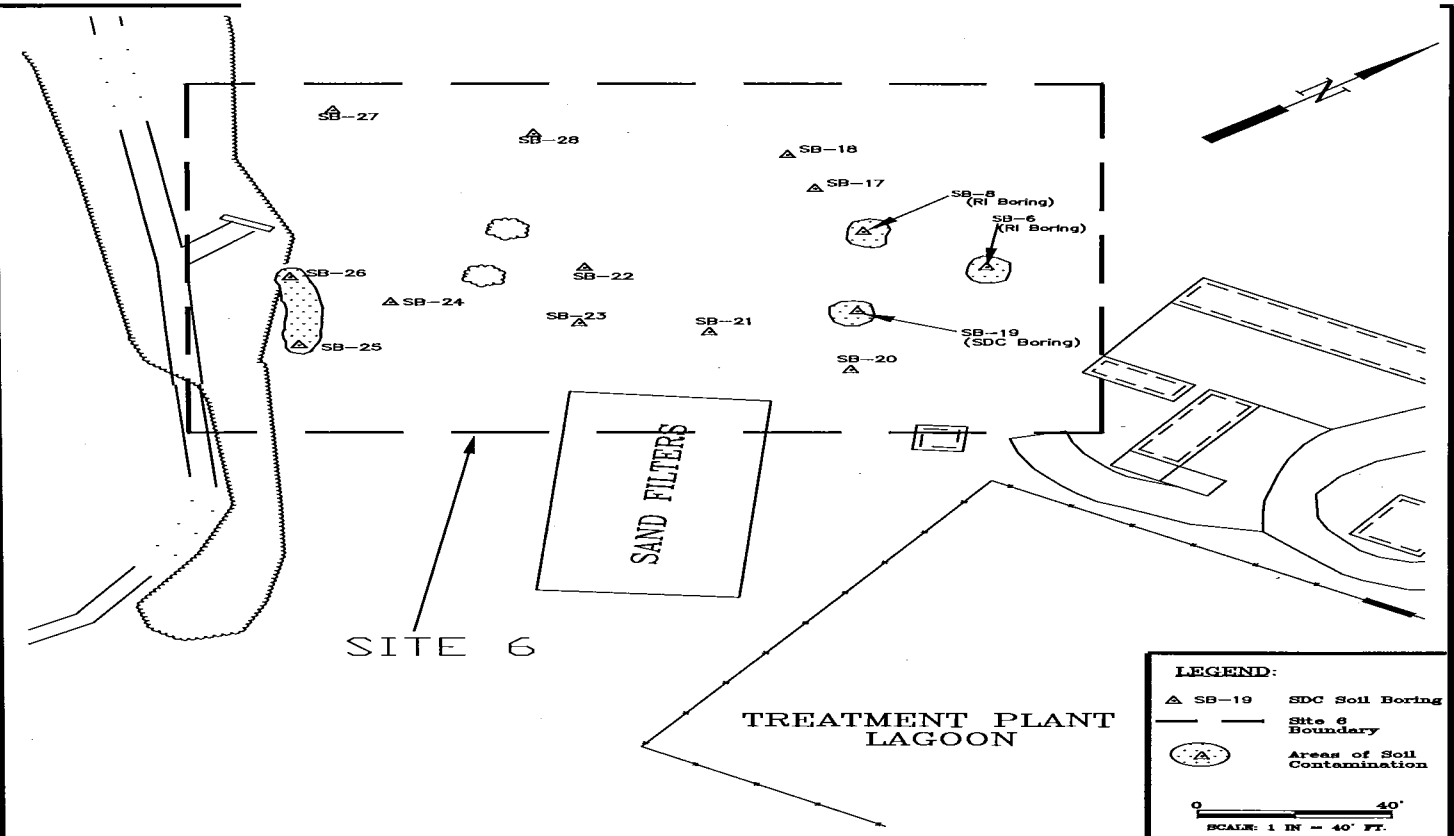 N
SB-27
SB-28
SB-18
SB-17
SB-8
(RI Boring)
SB-6
(RI Boring)
SB-26
SB-22
SB-24
SB-23
SB-21
SB-19
(SDC Boring)
SB-25
SB-20
SAND FILTERS
SITE 6
TREATMENT PLANT
LAGOON
LEGEND:
SB-19 SDC Soil Boring
Site 6
Boundary
Areas of Soil
Contamination
0 40'
SCALE: 1 IN = 40' FT.